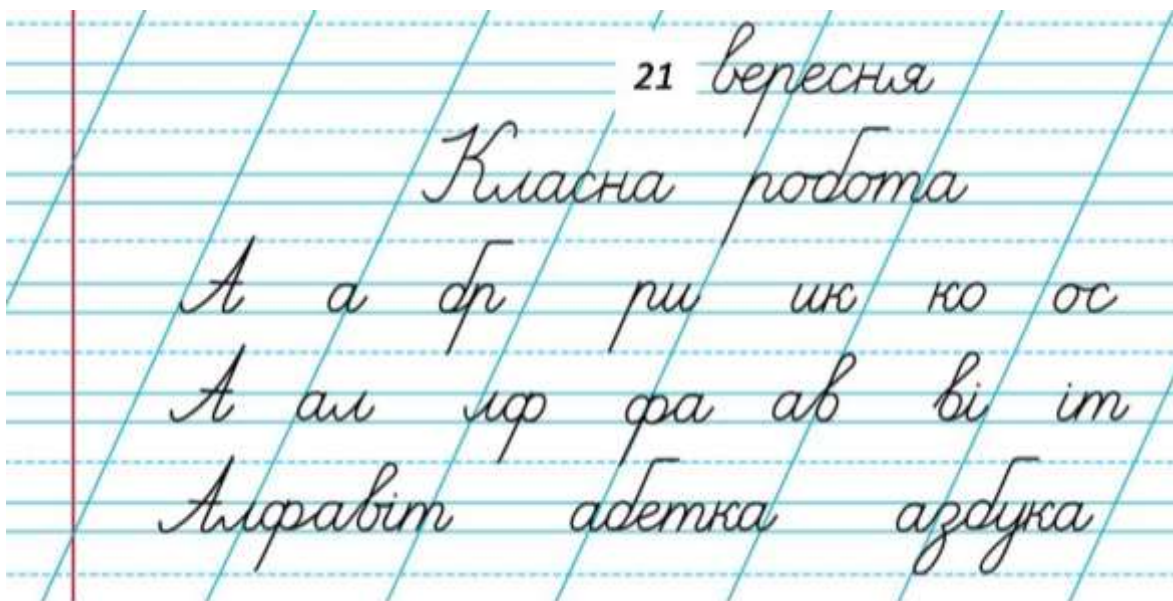 21 вересня
Класна робота
А а бр ри ик ко ос
А ал лф фа ав ві іт
Алфавіт абетка азбука